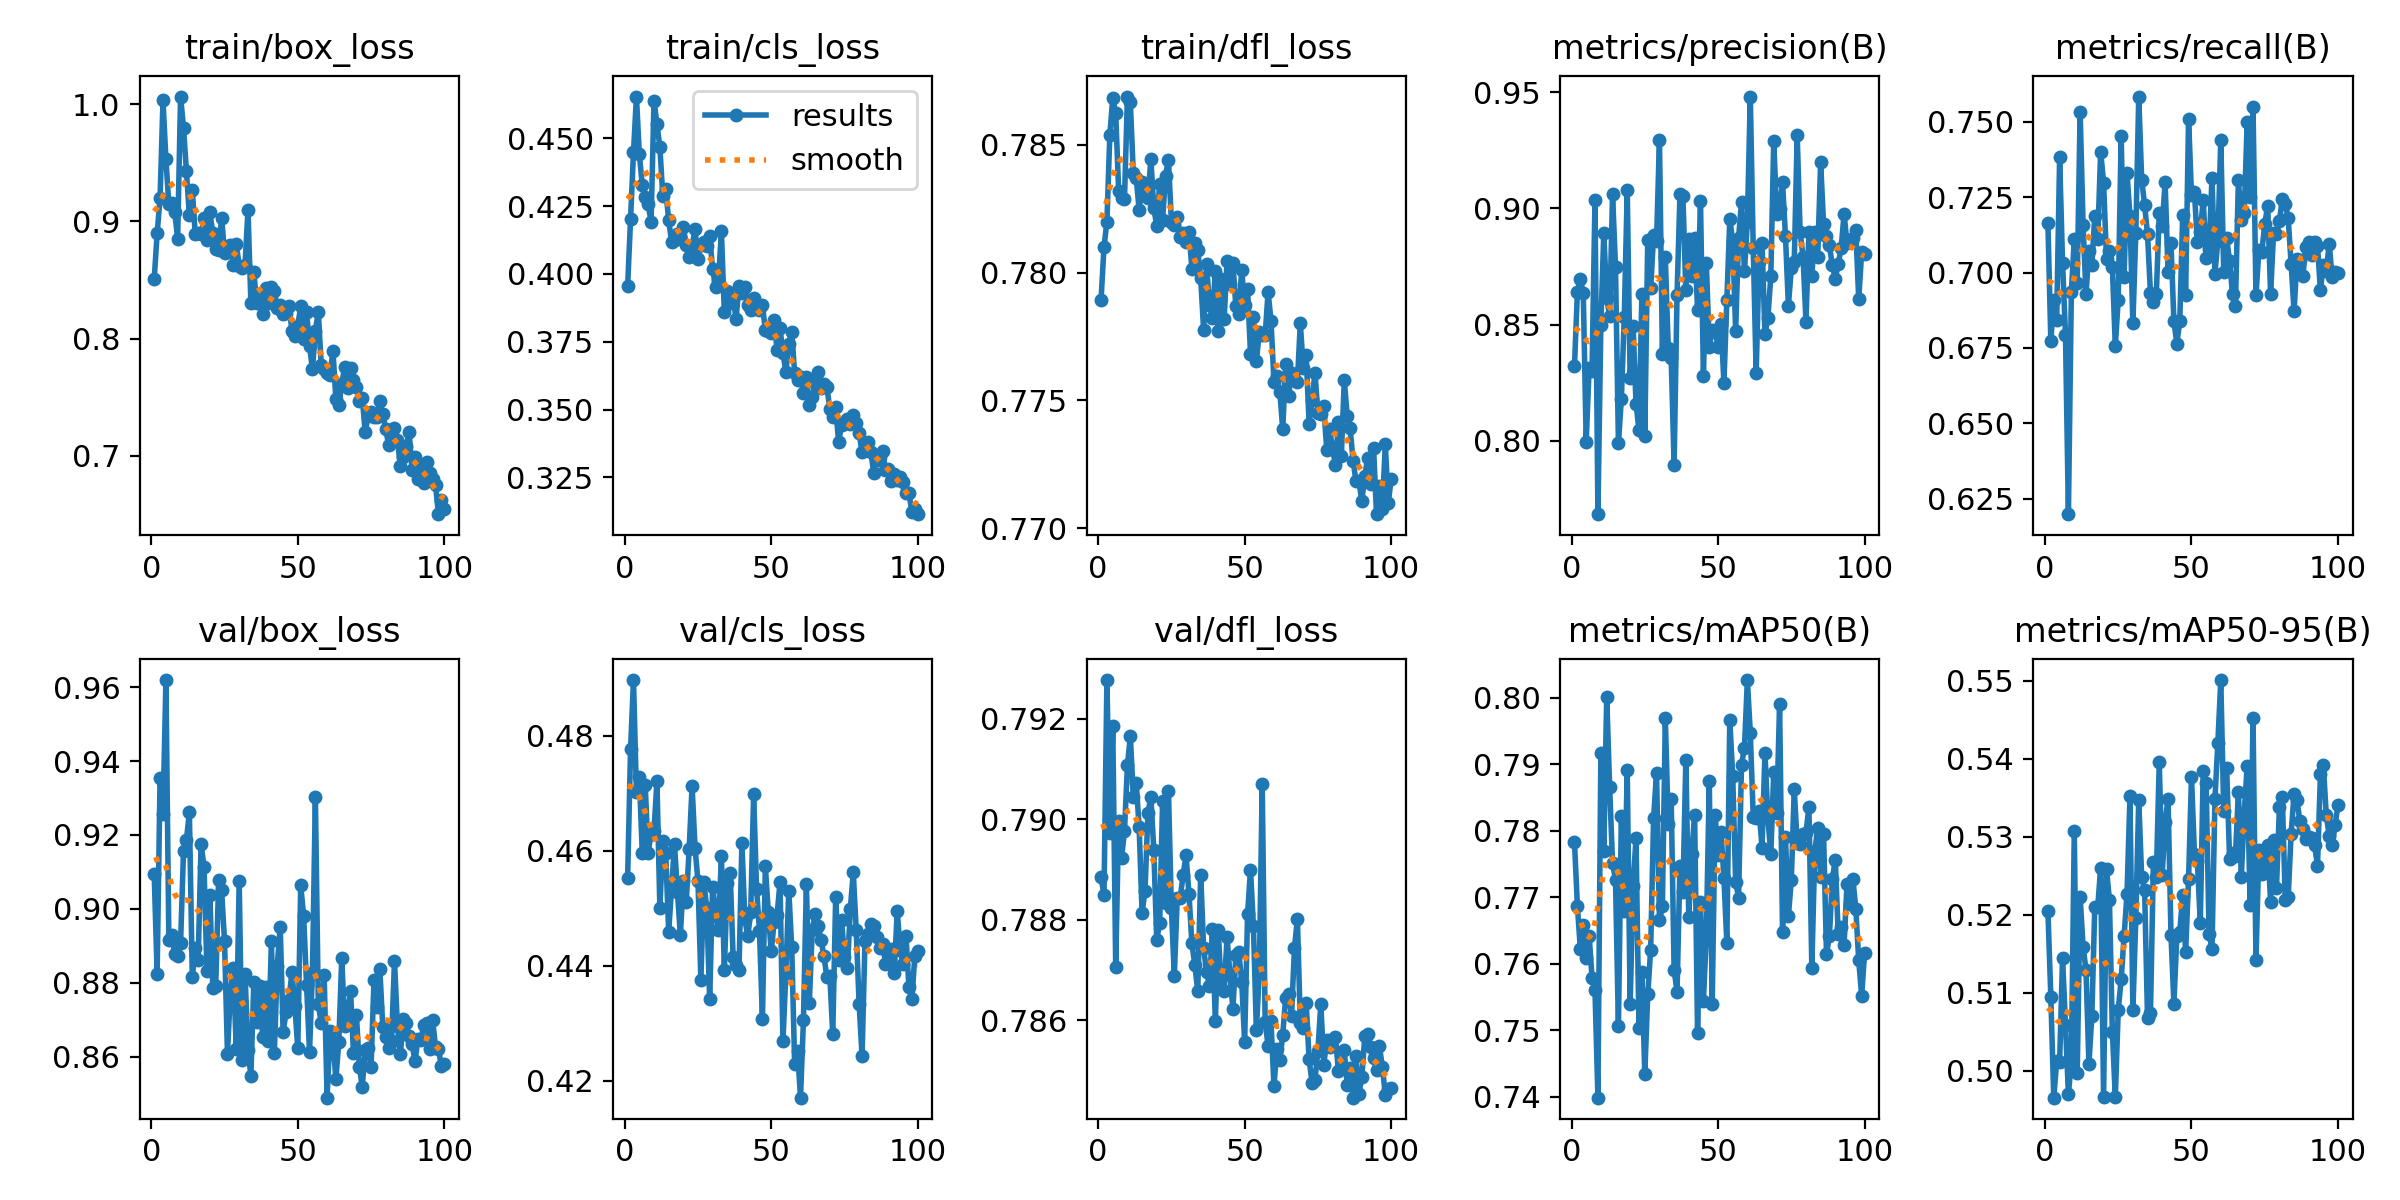 train/box_loss
train/cls_loss
train/dfl_loss
metrics/precision(B)
metrics/recall(B)
1.0
0.9
0.8
0.7
0 50 100
0.450
0.425
0.400
0.375
0.350
0.325
0 50 100
results
smooth
0.785
0.780
0.775
0.770
0 50 100
0.95
0.90
0.85
0.80
0 50 100
0.750
0.725
0.700
0.675
0.650
0.625
0 50 100
val/box_loss
val/cls_loss
val/dfl_loss
metrics/mAP50(B)
metrics/mAP50-95(B)
0.96
0.94
0.92
0.90
0.88
0.86
0 50 100
0.48
0.46
0.44
0.42
0 50 100
0.792
0.790
0.788
0.786
0 50 100
0.80
0.79
0.78
0.77
0.76
0.75
0.74
0 50 100
0.55
0.54
0.53
0.52
0.51
0.50
0 50 100